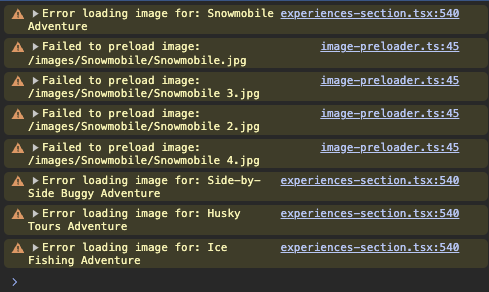 ▶Error loading image for: Snowmobile experiences-section.tsx:540
Adventure
▶Failed to preload image: image-preloader.ts:45
/images/Snowmobile/Snowmobile.jpg
▶Failed to preload image: image-preloader.ts:45
/images/Snowmobile/Snowmobile 3.jpg
▶Failed to preload image: image-preloader.ts:45
/images/Snowmobile/Snowmobile 2.jpg
▶Failed to preload image: image-preloader.ts:45
/images/Snowmobile/Snowmobile 4.jpg
▶Error loading image for: Side-by- experiences-section.tsx:540
Side Buggy Adventure
▶Error loading image for: Husky experiences-section.tsx:540
Tours Adventure
▶Error loading image for: Ice experiences-section.tsx:540
Fishing Adventure